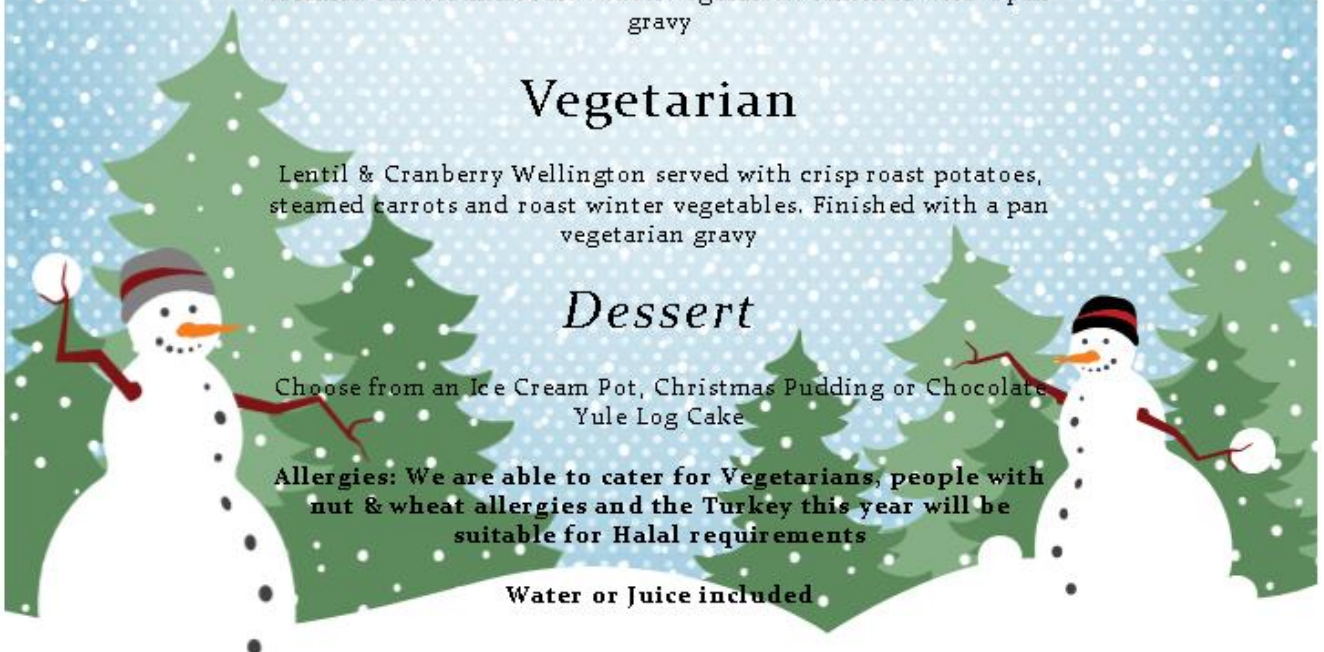 gravy
Vegetarian
Lentil & Cranberry Wellington served with crisp roast potatoes,
steamed carrots and roast winter vegetables. Finished with a pan
vegetarian gravy
Dessert
Choose from an Ice Cream Pot, Christmas Pudding or Chocolate
Yule Log Cake
Allergies: We are able to cater for Vegetarians, people with
nut & wheat allergies and the Turkey this year will be
suitable for Halal requirements
Water or Juice included